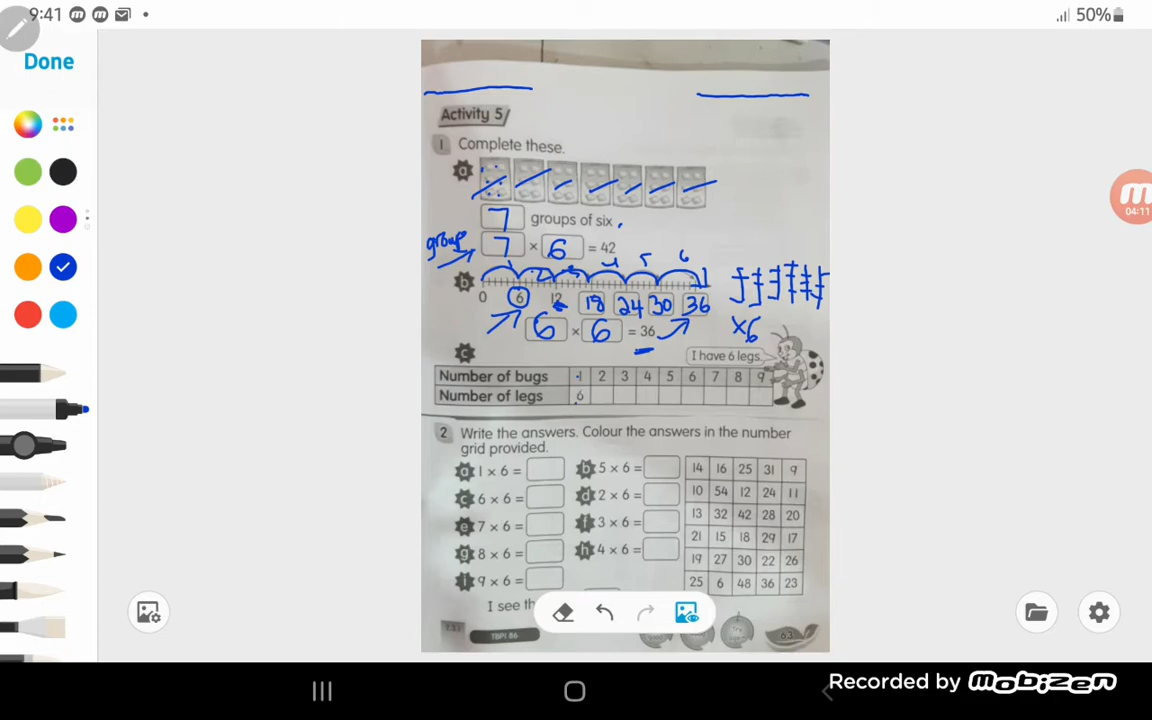 9:41
50%
Done
04:11
Activity 5
1 Complete these.
a
7 groups of six.
group
7 × 6 = 42
1 2 3 4 5 6
b
0 6 12 18 24 30 36
×6
6 × 6 = 36
c
I have 6 legs.
Number of bugs 1 2 3 4 5 6 7 8 9
Number of legs 6
2 Write the answers. Colour the answers in the number
grid provided.
a 1 × 6 =
b 5 × 6 =
c 6 × 6 =
d 2 × 6 =
e 7 × 6 =
f 3 × 6 =
g 8 × 6 =
h 4 × 6 =
i 9 × 6 =
14 16 25 31 9
10 54 12 24 11
13 32 42 28 20
21 15 18 29 17
19 27 30 22 26
25 6 48 36 23
I see th
TBPI 86
63
Recorded by mobizen